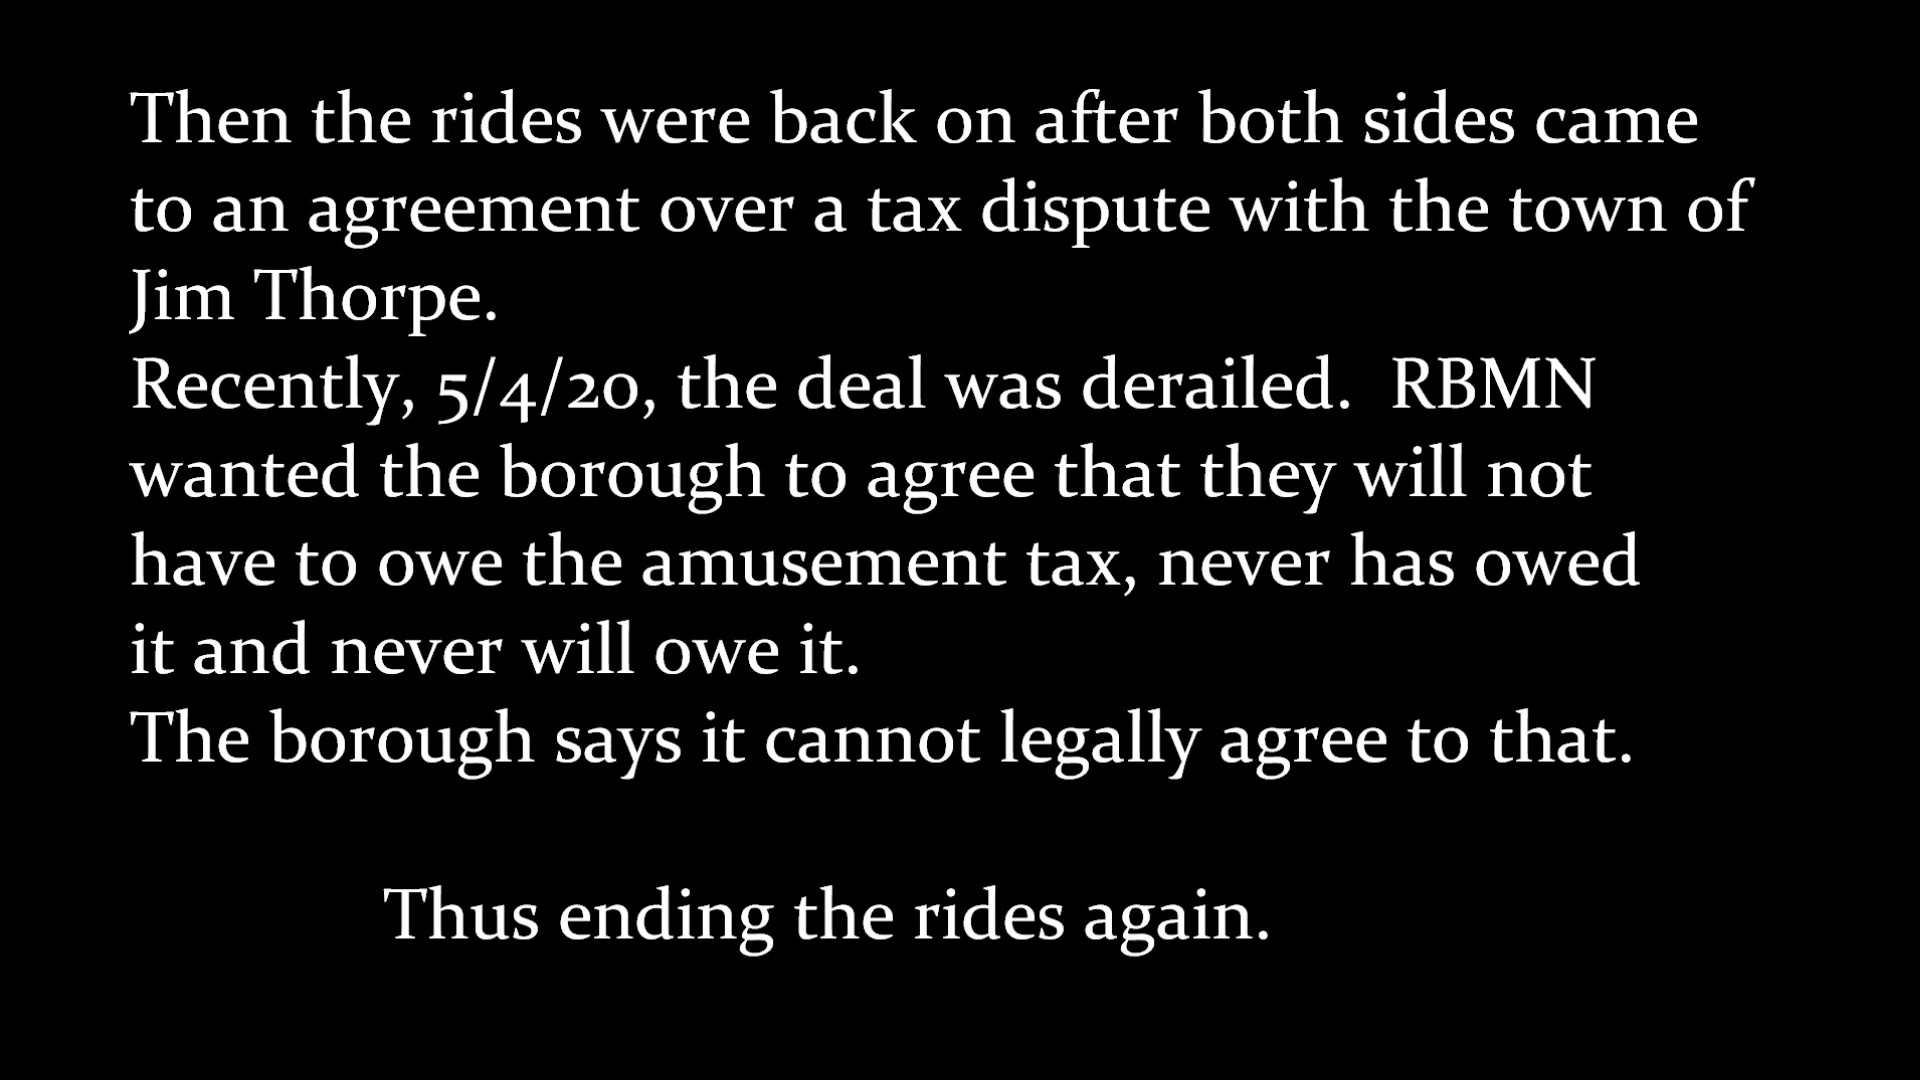 Then the rides were back on after both sides came
to an agreement over a tax dispute with the town of
Jim Thorpe.
Recently, 5/4/20, the deal was derailed.  RBMN
wanted the borough to agree that they will not
have to owe the amusement tax, never has owed
it and never will owe it.
The borough says it cannot legally agree to that.
Thus ending the rides again.